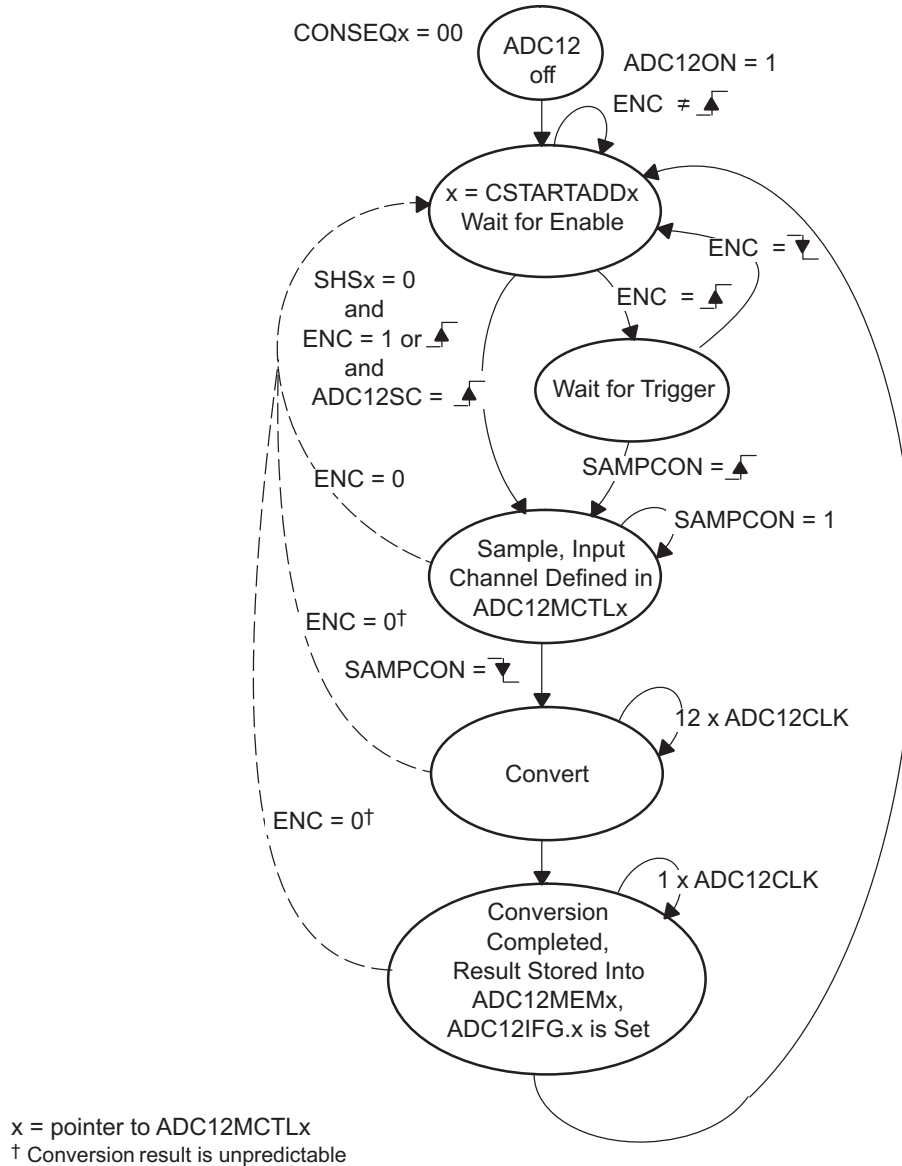 CONSEQx = 00
ADC12
off
ADC12ON = 1
ENC ≠
x = CSTARTADDx
Wait for Enable
ENC =
SHSx = 0
and
ENC = 1 or
and
ADC12SC =
ENC =
Wait for Trigger
SAMPCON =
ENC = 0
SAMPCON = 1
Sample, Input
Channel Defined in
ADC12MCTLx
ENC = 0†
SAMPCON =
12 x ADC12CLK
Convert
ENC = 0†
1 x ADC12CLK
Conversion
Completed,
Result Stored Into
ADC12MEMx,
ADC12IFG.x is Set
x = pointer to ADC12MCTLx
† Conversion result is unpredictable